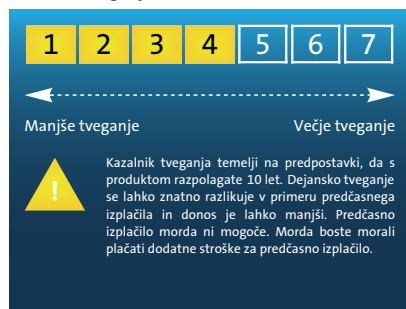 1 2 3 4 5 6 7
Manjše tveganje Večje tveganje
Kazalnik tveganja temelji na predpostavki, da s
produktom razpolagate 10 let. Dejansko tveganje
se lahko znatno razlikuje v primeru predčasnega
izplačila in donos je lahko manjši. Predčasno
izplačilo morda ni mogoče. Morda boste morali
plačati dodatne stroške za predčasno izplačilo.
!